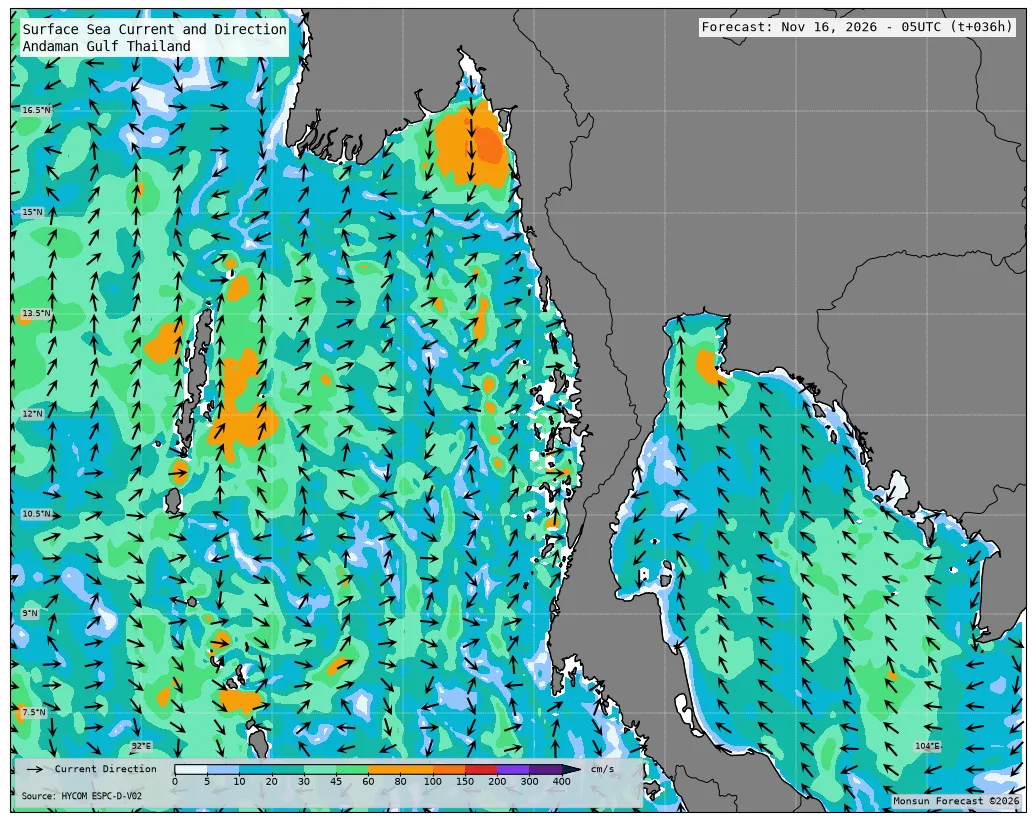 Surface Sea Current and Direction
Andaman Gulf Thailand
Forecast: Nov 16, 2026 - 05UTC (t+036h)
16.5°N
15°N
13.5°N
12°N
10.5°N
9°N
7.5°N
92°E
104°E
Current Direction
0 5 10 20 30 45 60 80 100 150 200 300 400 cm/s
Source: HYCOM ESPC-D-V02
Monsun Forecast ©2026